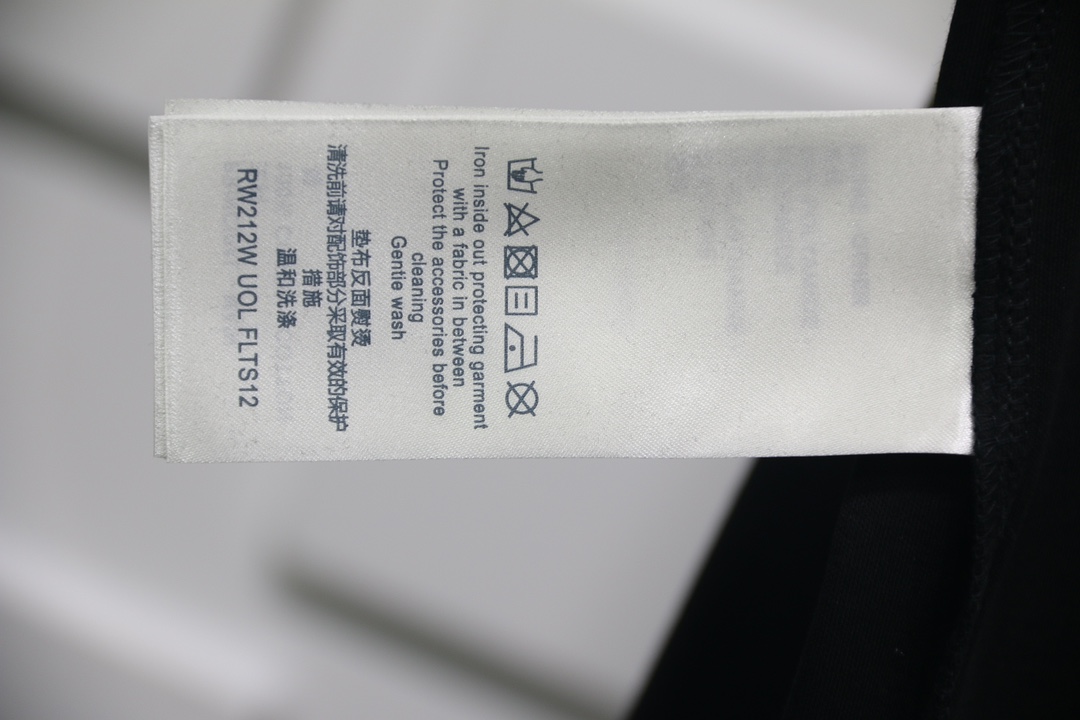 Iron inside out protecting garment
with a fabric in between
Protect the accessories before
cleaning
Gentie wash
垫布反面熨烫
清洗前请对配饰部分采取有效的保护
措施
温和洗涤
RW212W UOL FLTS12